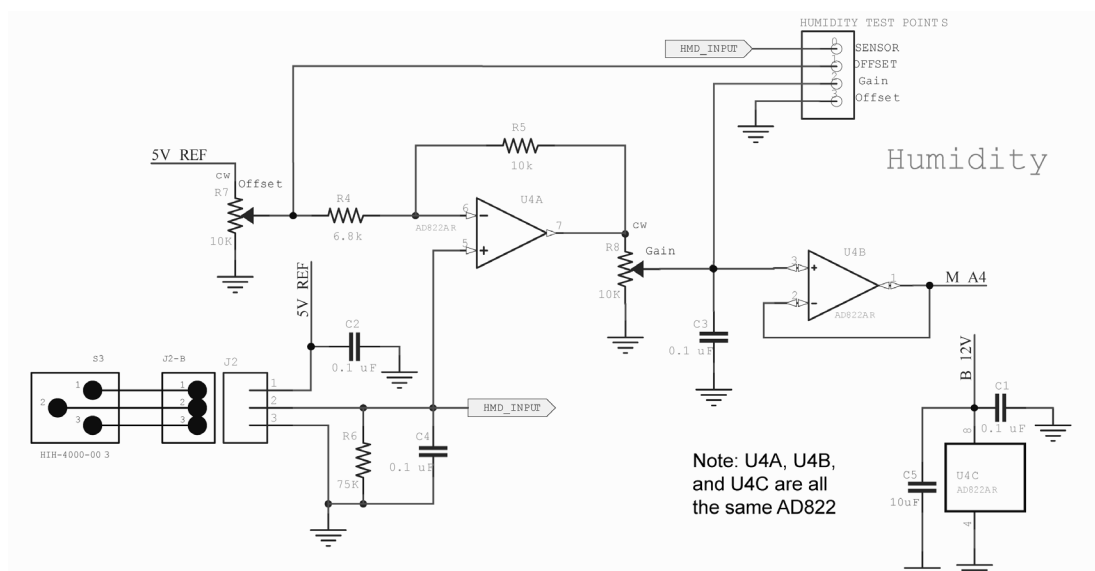 HUMIDITY TEST POINTS
HMD_INPUT
0
SENSOR
1
OFFSET
2
Gain
3
Offset
Humidity
5V REF
cw
Offset
R7
10K
R4
6.8k
R5
10k
6
5
7
U4A
AD822AR
cw
R8
Gain
10K
C3
0.1 uF
3
2
1
U4B
AD822AR
M A4
5V REF
C2
0.1 uF
S3
J2-B
J2
1
2
3
1
2
3
1
2
3
HIH-4000-003
HMD_INPUT
R6
75K
C4
0.1 uF
Note: U4A, U4B,
and U4C are all
the same AD822
B 12V
C1
0.1 uF
8
U4C
AD822AR
4
C5
10uF